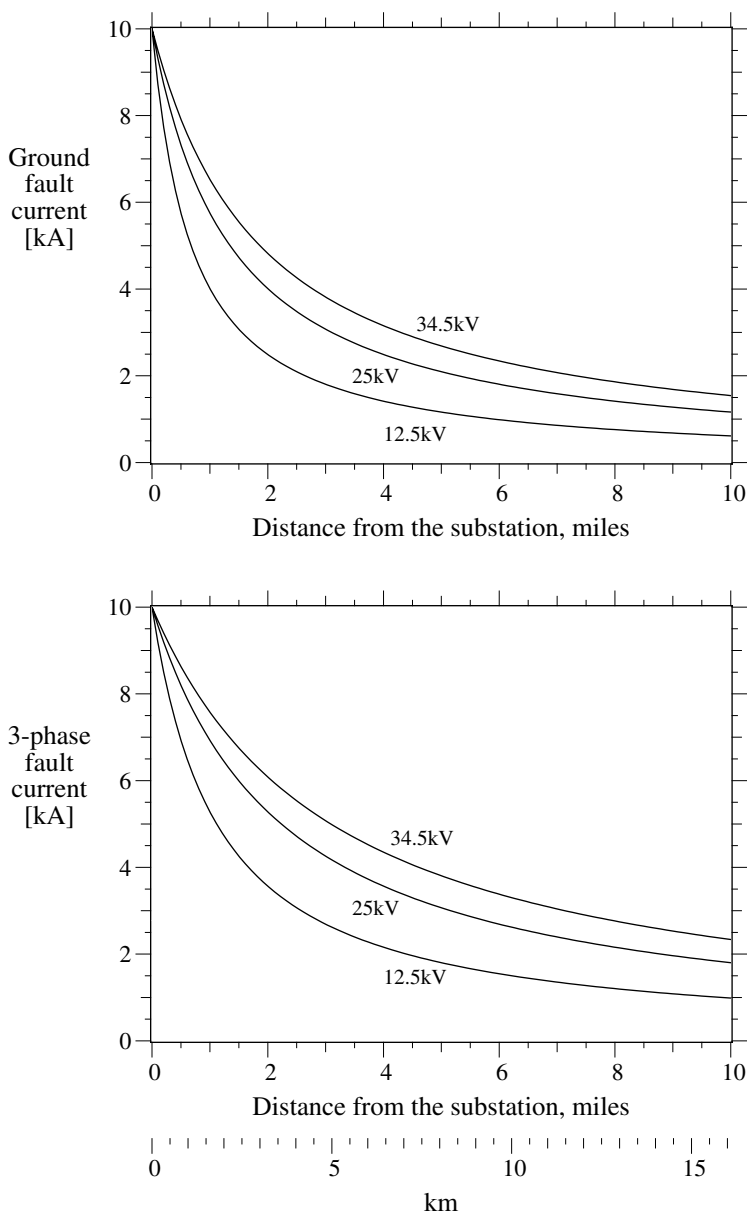 10
8
6
4
2
0
Ground
fault
current
[kA]
34.5kV
25kV
12.5kV
0 2 4 6 8 10
Distance from the substation, miles
10
8
6
4
2
0
3-phase
fault
current
[kA]
34.5kV
25kV
12.5kV
0 2 4 6 8 10
Distance from the substation, miles
0 5 10 15
km